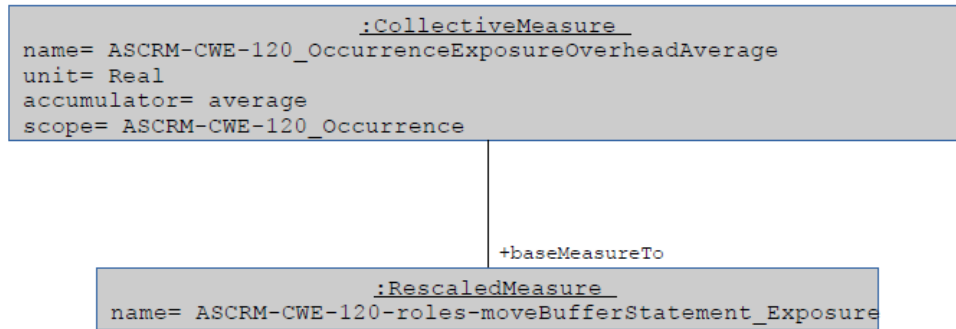 :CollectiveMeasure
name= ASCRM-CWE-120_OccurrenceExposureOverheadAverage
unit= Real
accumulator= average
scope= ASCRM-CWE-120_Occurrence
+baseMeasureTo
:RescaledMeasure
name= ASCRM-CWE-120-roles-moveBufferStatement_Exposure